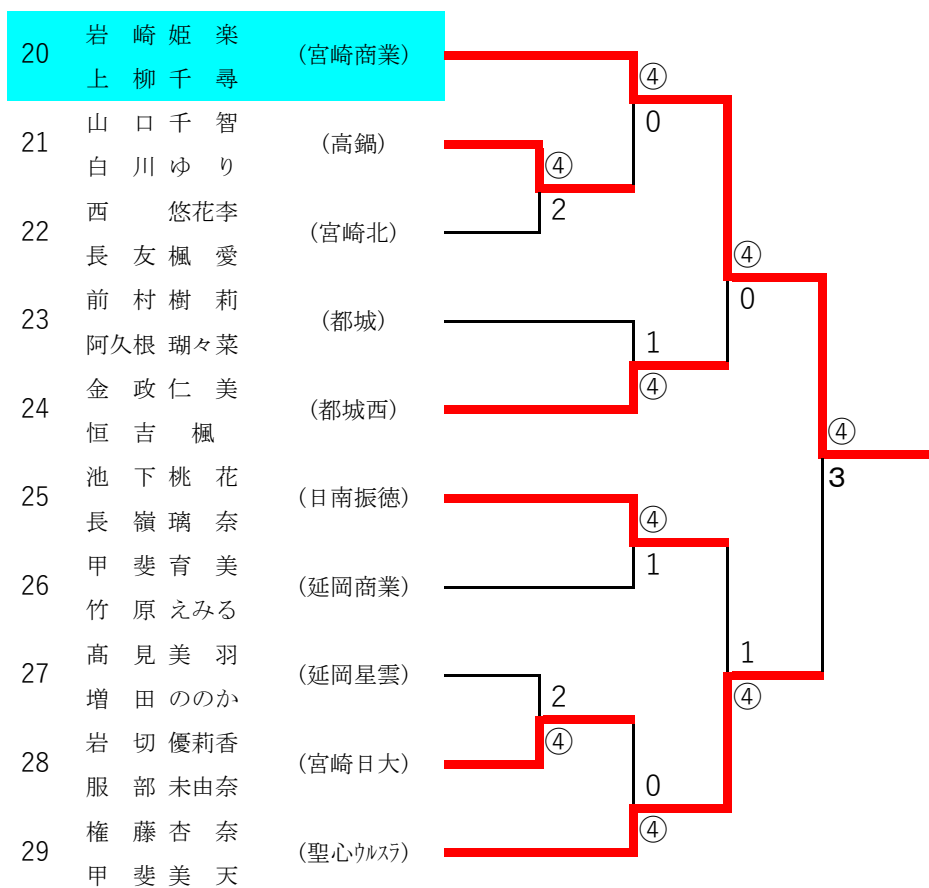 岩崎姫楽
20 (宮崎商業)
上柳千尋
④
0
山口千智
21 (高鍋)
白川ゆり
④
2
西 悠花李
22 (宮崎北)
長友楓愛
④
0
前村樹莉
23 (都城)
阿久根 瑚々菜
1
④
金政仁美
24 (都城西)
恒吉 楓
④
3
池下桃花
25 (日南振徳)
長嶺璃奈
④
1
甲斐育美
26 (延岡商業)
竹原えみる
1
④
髙見美羽
27 (延岡星雲)
増田ののか
2
④
岩切優莉香
28 (宮崎日大)
服部未由奈
0
④
権藤杏奈
29 (聖心ウルスラ)
甲斐美天